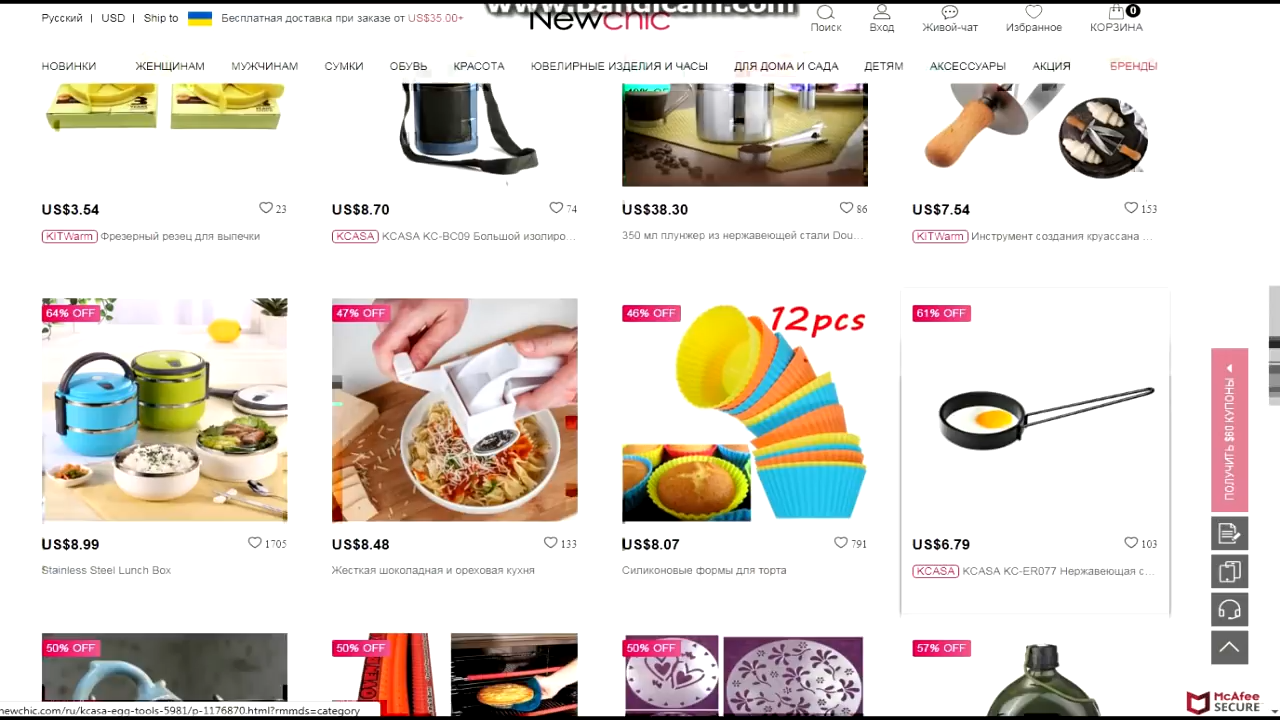 www.Bandicam.com
Русский | USD | Ship to Бесплатная доставка при заказе от US$35.00+
Newchic
Поиск Вход Живой-чат Избранное КОРЗИНА 0
НОВИНКИ ЖЕНЩИНАМ МУЖЧИНАМ СУМКИ ОБУВЬ КРАСОТА ЮВЕЛИРНЫЕ ИЗДЕЛИЯ И ЧАСЫ ДЛЯ ДОМА И САДА ДЕТЯМ АКСЕССУАРЫ АКЦИЯ БРЕНДЫ
US$3.54 23
KITWarm Фрезерный резец для выпечки
US$8.70 74
KCASA KCASA KC-BC09 Большой изолиро...
US$38.30 86
350 мл плунжер из нержавеющей стали Dou...
US$7.54 153
KITWarm Инструмент создания круассана ...
64% OFF
US$8.99 1705
Stainless Steel Lunch Box
47% OFF
US$8.48 133
Жесткая шоколадная и ореховая кухня
46% OFF
12pcs
US$8.07 791
Силиконовые формы для торта
61% OFF
US$6.79 103
KCASA KCASA KC-ER077 Нержавеющая с...
ПОЛУЧИТЬ $60 КУПОНЫ
50% OFF
50% OFF
50% OFF
57% OFF
newchic.com/ru/kcasa-egg-tools-5981/p-1176870.html?rmmds=category
McAfee
SECURE